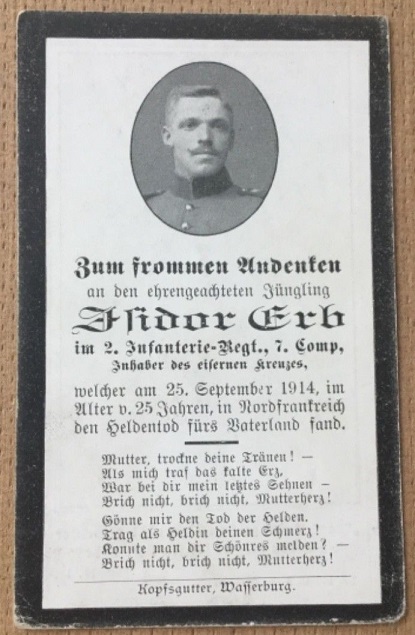 Zum frommen Andenken
an den ehrengeachteten Jüngling
Isidor Erb
im 2. Infanterie-Regt., 7. Comp,
Inhaber des eisernen Kreuzes,
welcher am 25. September 1914, im
Alter v. 25 Jahren, in Nordfrankreich
den Heldentod fürs Vaterland fand.
Mutter, trockne deine Tränen! —
Als mich traf das kalte Erz,
War bei dir mein letztes Sehnen —
Brich nicht, brich nicht, Mutterherz!
Gönne mir den Tod der Helden.
Trag als Heldin deinen Schmerz!
Konnte man dir Schönres melden? —
Brich nicht, brich nicht, Mutterherz!
Kopfsgutter, Wasserburg.